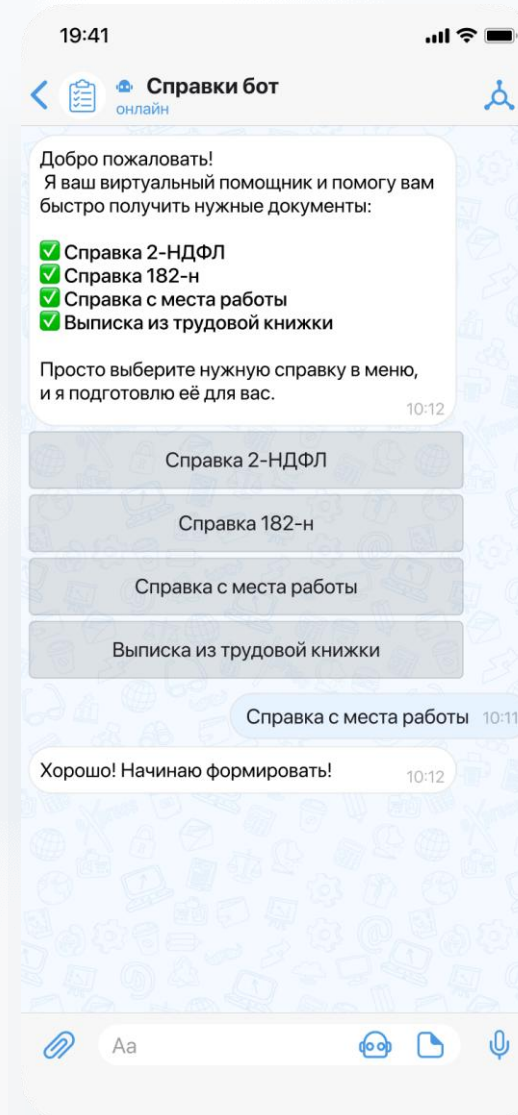 19:41
Справки бот
онлайн
Добро пожаловать!
Я ваш виртуальный помощник и помогу вам
быстро получить нужные документы:
✅ Справка 2-НДФЛ
✅ Справка 182-н
✅ Справка с места работы
✅ Выписка из трудовой книжки
Просто выберите нужную справку в меню,
и я подготовлю её для вас.
10:12
Справка 2-НДФЛ
Справка 182-н
Справка с места работы
Выписка из трудовой книжки
Справка с места работы 10:11
Хорошо! Начинаю формировать!
10:12
Aa